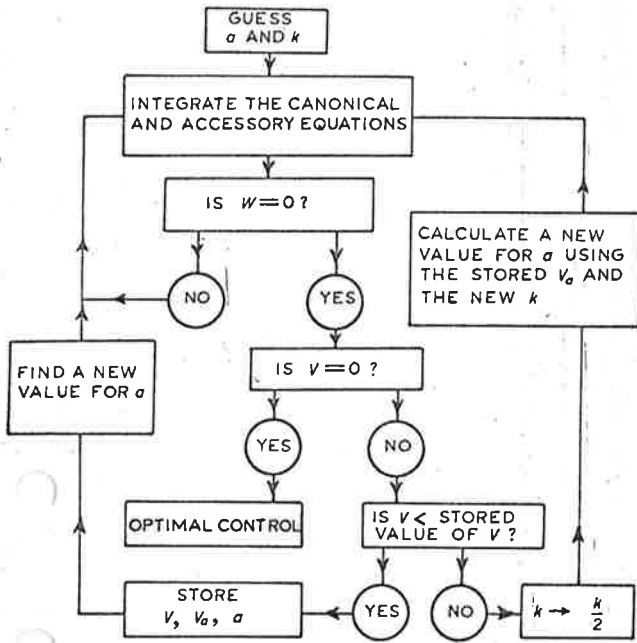 GUESS
a AND k
INTEGRATE THE CANONICAL
AND ACCESSORY EQUATIONS
IS W=0?
NO
YES
CALCULATE A NEW
VALUE FOR a USING
THE STORED Va AND
THE NEW k
FIND A NEW
VALUE FOR a
IS V=0?
YES
NO
OPTIMAL CONTROL
IS V< STORED
VALUE OF V?
STORE
V, Va, a
YES
NO
k → k/2